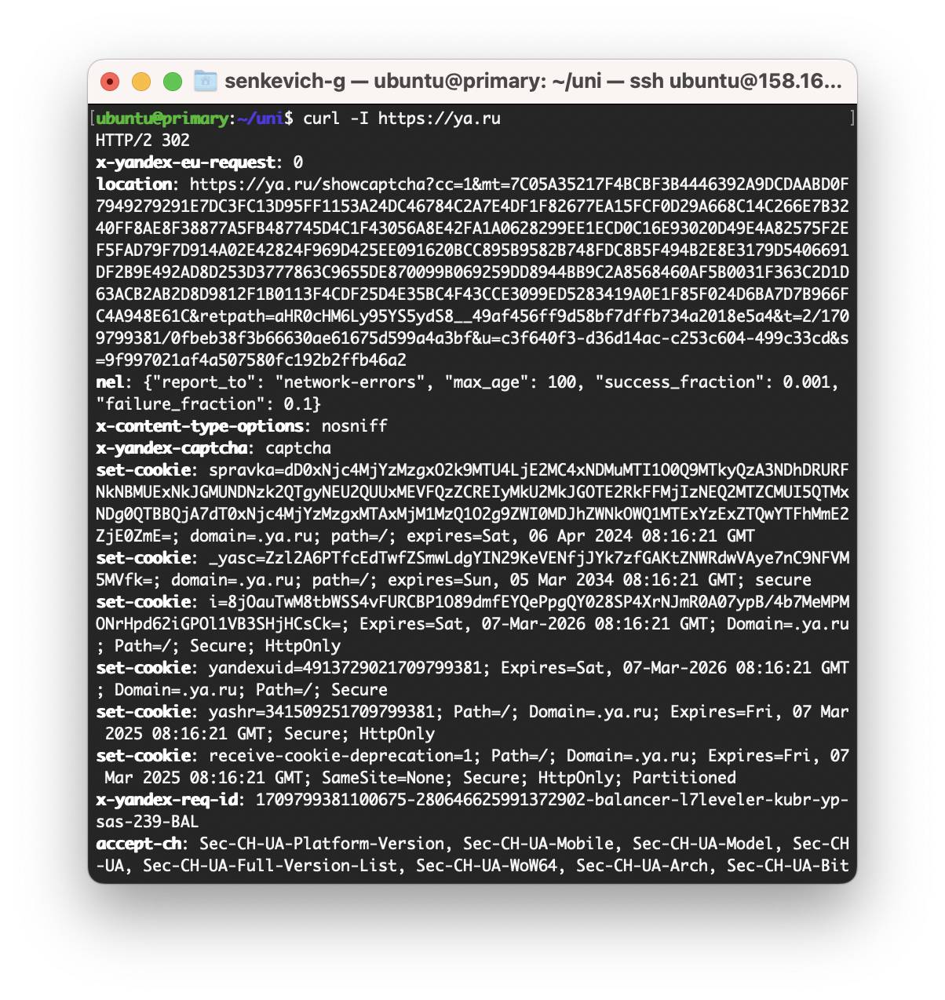 senkevich-g — ubuntu@primary: ~/uni — ssh ubuntu@158.16...
[ubuntu@primary:~/uni$ curl -I https://ya.ru ]
HTTP/2 302
x-yandex-eu-request: 0
location: https://ya.ru/showcaptcha?cc=1&mt=7C05A35217F4BCBF3B4446392A9DCDAABD0F
7949279291E7DC3FC13D95FF1153A24DC46784C2A7E4DF1F82677EA15FCF0D29A668C14C266E7B32
40FF8AE8F38877A5FB487745D4C1F43056A8E42FA1A0628299EE1ECD0C16E93020D49E4A82575F2E
F5FAD79F7D914A02E42824F969D425EE091620BCC895B9582B748FDC8B5F494B2E8E3179D5406691
DF2B9E492AD8D253D3777863C9655DE870099B069259DD8944BB9C2A8568460AF5B0031F363C2D1D
63ACB2AB2D8D9812F1B0113F4CDF25D4E35BC4F43CCE3099ED5283419A0E1F85F024D6BA7D7B966F
C4A948E61C&retpath=aHR0cHM6Ly95YS5ydS8__49af456ff9d58bf7dffb734a2018e5a4&t=2/170
9799381/0fbeb38f3b66630ae61675d599a4a3bf&u=c3f640f3-d36d14ac-c253c604-499c33cd&s
=9f997021af4a507580fc192b2ffb46a2
nel: {"report_to": "network-errors", "max_age": 100, "success_fraction": 0.001,
"failure_fraction": 0.1}
x-content-type-options: nosniff
x-yandex-captcha: captcha
set-cookie: spravka=dD0xNjc4MjYzMzgxO2k9MTU4LjE2MC4xNDMuMTI1O0Q9MTkyQzA3NDhDRURF
NkNBMUExNkJGMUNDNzk2QTgyNEU2QUUxMEVFQzZCREIyMkU2MkJGOTE2RkFFMjIzNEQ2MTZCMUI5QTMx
NDg0QTBBQjA7dT0xNjc4MjYzMzgxMTAxMjM1MzQ1O2g9ZWI0MDJhZWNkOWQ1MTExYzExZTQwYTFhMmE2
ZjE0ZmE=; domain=.ya.ru; path=/; expires=Sat, 06 Apr 2024 08:16:21 GMT
set-cookie: _yasc=Zzl2A6PTfcEdTwfZSmwLdgYIN29KeVENfjJYk7zfGAKtZNWRdwVAye7nC9NFVM
5MVfk=; domain=.ya.ru; path=/; expires=Sun, 05 Mar 2034 08:16:21 GMT; secure
set-cookie: i=8jOauTwM8tbWSS4vFURCBP1O89dmfEYQePpgQY028SP4XrNJmR0A07ypB/4b7MeMPM
ONrHpd62iGPOl1VB3SHjHCsCk=; Expires=Sat, 07-Mar-2026 08:16:21 GMT; Domain=.ya.ru
; Path=/; Secure; HttpOnly
set-cookie: yandexuid=4913729021709799381; Expires=Sat, 07-Mar-2026 08:16:21 GMT
; Domain=.ya.ru; Path=/; Secure
set-cookie: yashr=341509251709799381; Path=/; Domain=.ya.ru; Expires=Fri, 07 Mar
2025 08:16:21 GMT; Secure; HttpOnly
set-cookie: receive-cookie-deprecation=1; Path=/; Domain=.ya.ru; Expires=Fri, 07
Mar 2025 08:16:21 GMT; SameSite=None; Secure; HttpOnly; Partitioned
x-yandex-req-id: 1709799381100675-280646625991372902-balancer-l7leveler-kubr-yp-
sas-239-BAL
accept-ch: Sec-CH-UA-Platform-Version, Sec-CH-UA-Mobile, Sec-CH-UA-Model, Sec-CH
-UA, Sec-CH-UA-Full-Version-List, Sec-CH-UA-WoW64, Sec-CH-UA-Arch, Sec-CH-UA-Bit